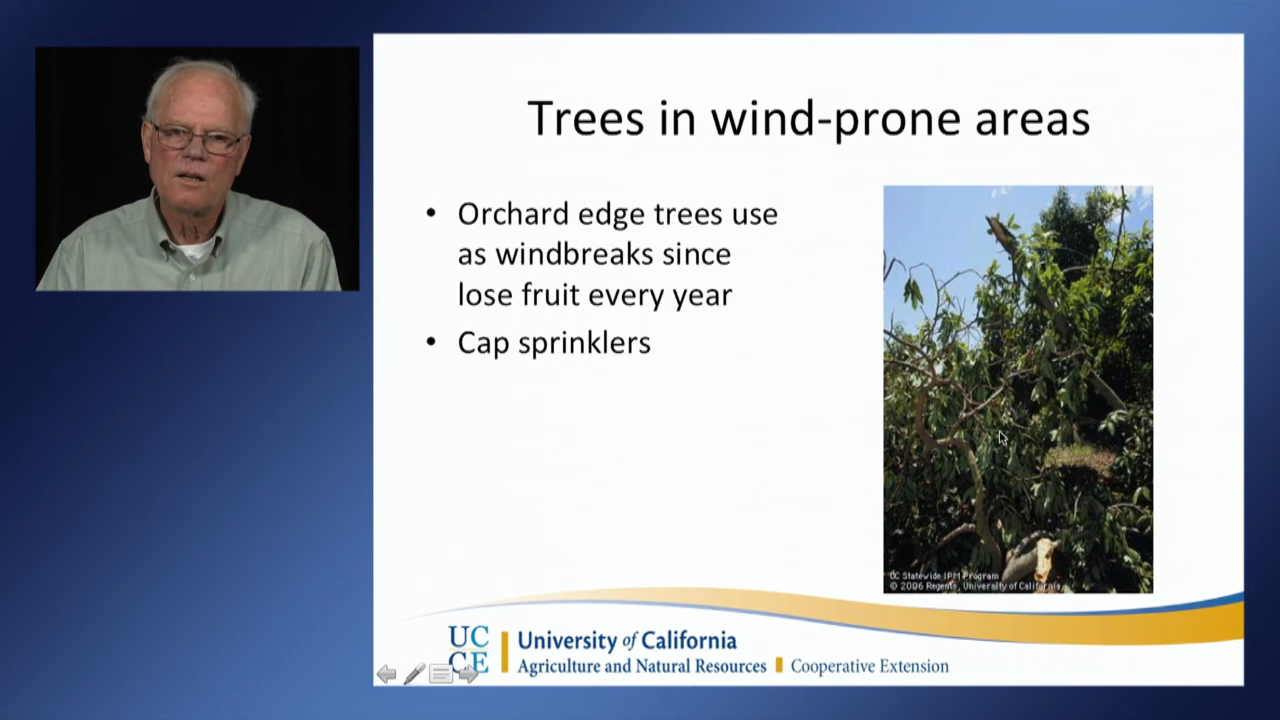 Trees in wind-prone areas
• Orchard edge trees use
as windbreaks since
lose fruit every year
• Cap sprinklers
UC Statewide IPM Program
© 2006 Regents, University of California
UC
CE
University of California
Agriculture and Natural Resources Cooperative Extension